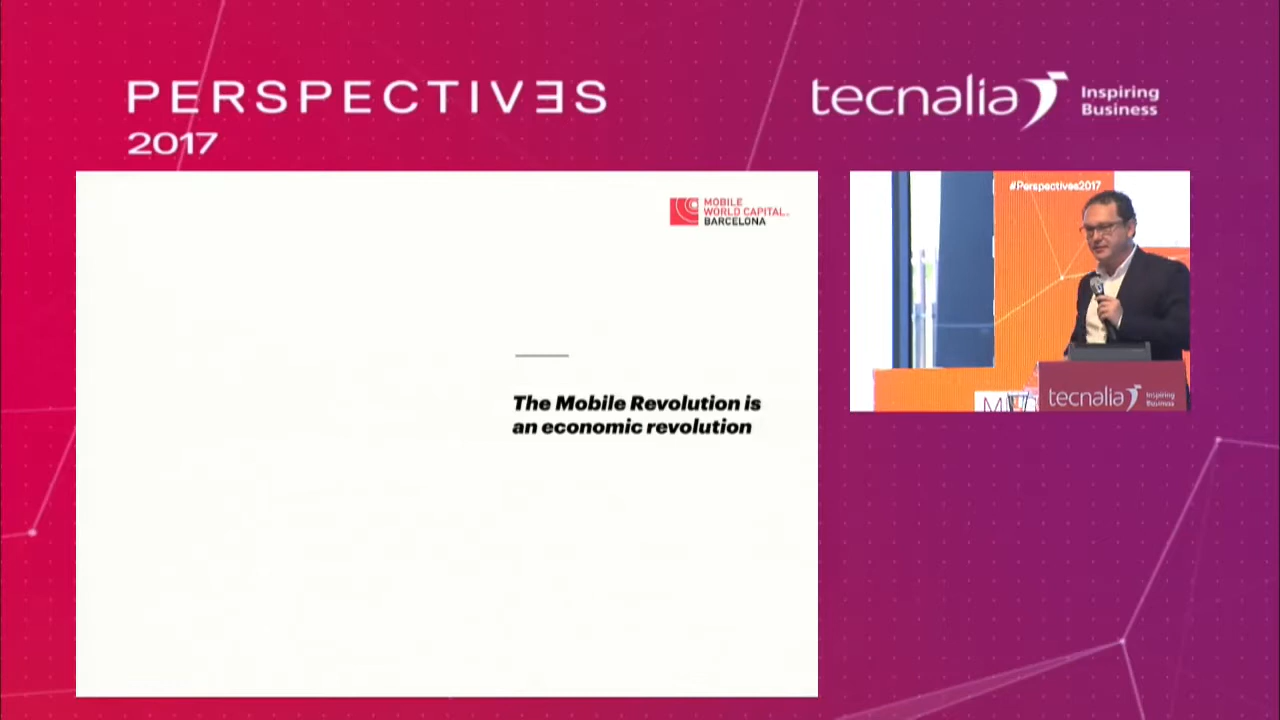 PERSPECTIVƎS
2017
tecnalia Inspiring
Business
MOBILE
WORLD CAPITAL.
BARCELONA
The Mobile Revolution is
an economic revolution
#Perspectives2017
tecnalia Inspiring
Business